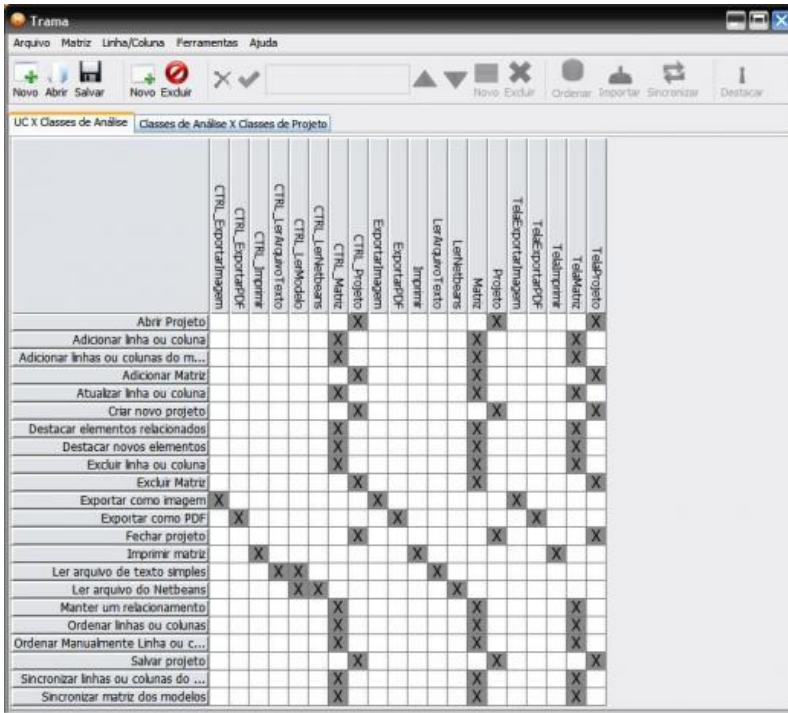 Trama
Arquivo Matriz Linha/Coluna Ferramentas Ajuda
Novo Abrir Salvar Novo Excluir Novo Excluir Ordenar Importar Sincronizar Destacar
UC X Classes de Análise Classes de Análise X Classes de Projeto
CTRL_ExportarImagem
CTRL_ExportarPDF
CTRL_Imprimir
CTRL_LerArquivoTexto
CTRL_LerModelo
CTRL_LerNetbeans
CTRL_Matriz
CTRL_Projeto
ExportarImagem
ExportarPDF
Imprimir
LerArquivoTexto
LerNetbeans
Matriz
Projeto
TelaExportarImagem
TelaExportarPDF
TelaImprimir
TelaMatriz
TelaProjeto
Abrir Projeto X X X
Adicionar linha ou coluna X X X
Adicionar linhas ou colunas do m... X X X
Adicionar Matriz X X X
Atualizar linha ou coluna X X X
Criar novo projeto X X X
Destacar elementos relacionados X X X
Destacar novos elementos X X X
Excluir linha ou coluna X X X
Excluir Matriz X X X
Exportar como imagem X X X
Exportar como PDF X X X
Fechar projeto X X X
Imprimir matriz X X X
Ler arquivo de texto simples X X X
Ler arquivo do Netbeans X X X
Manter um relacionamento X X X
Ordenar linhas ou colunas X X X
Ordenar Manualmente Linha ou c... X X X
Salvar projeto X X X
Sincronizar linhas ou colunas do ... X X X
Sincronizar matriz dos modelos X X X